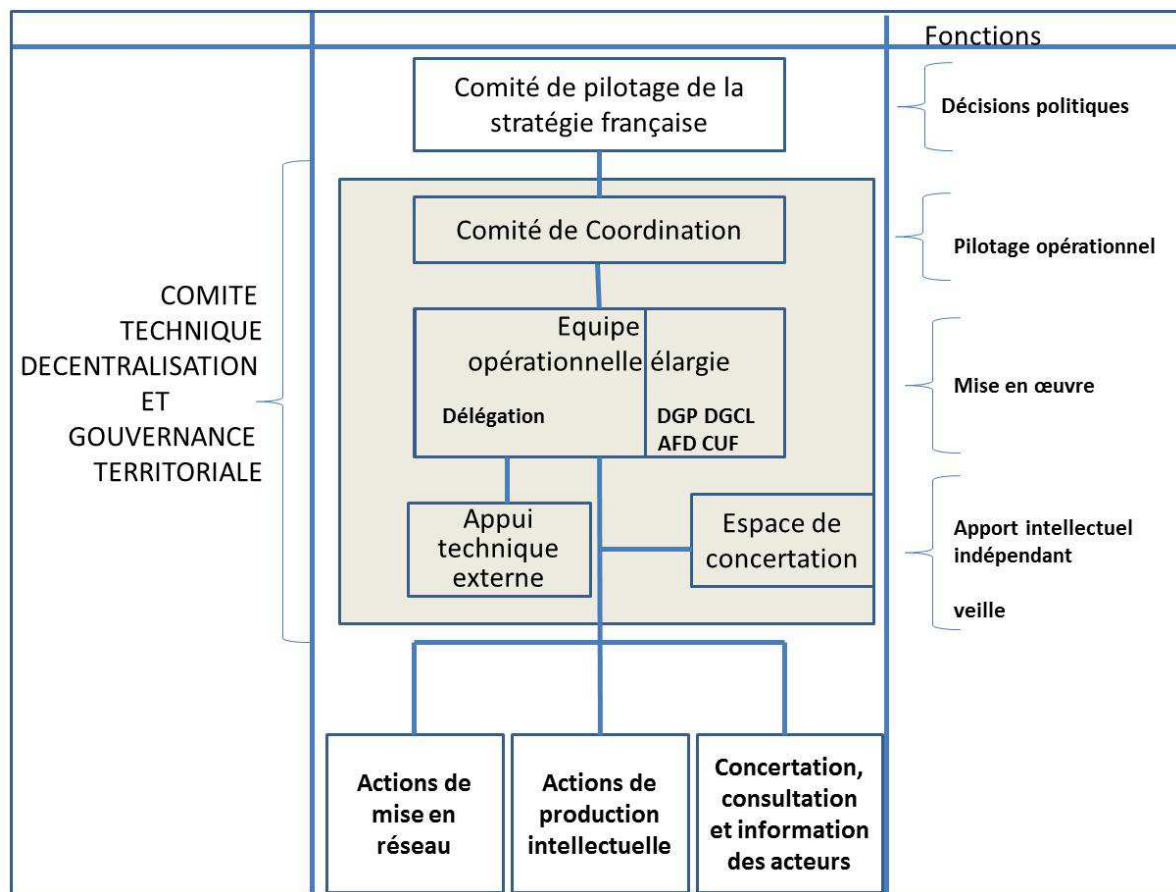 Fonctions
Comité de pilotage de la
stratégie française
Décisions politiques
Comité de Coordination
Pilotage opérationnel
COMITE
TECHNIQUE
DECENTRALISATION
ET
GOUVERNANCE
TERRITORIALE
Equipe
opérationnelle élargie
Délégation
DGP DGCL
AFD CUF
Mise en œuvre
Appui
technique
externe
Espace de
concertation
Apport intellectuel
indépendant
veille
Actions de
mise en
réseau
Actions de
production
intellectuelle
Concertation,
consultation
et information
des acteurs